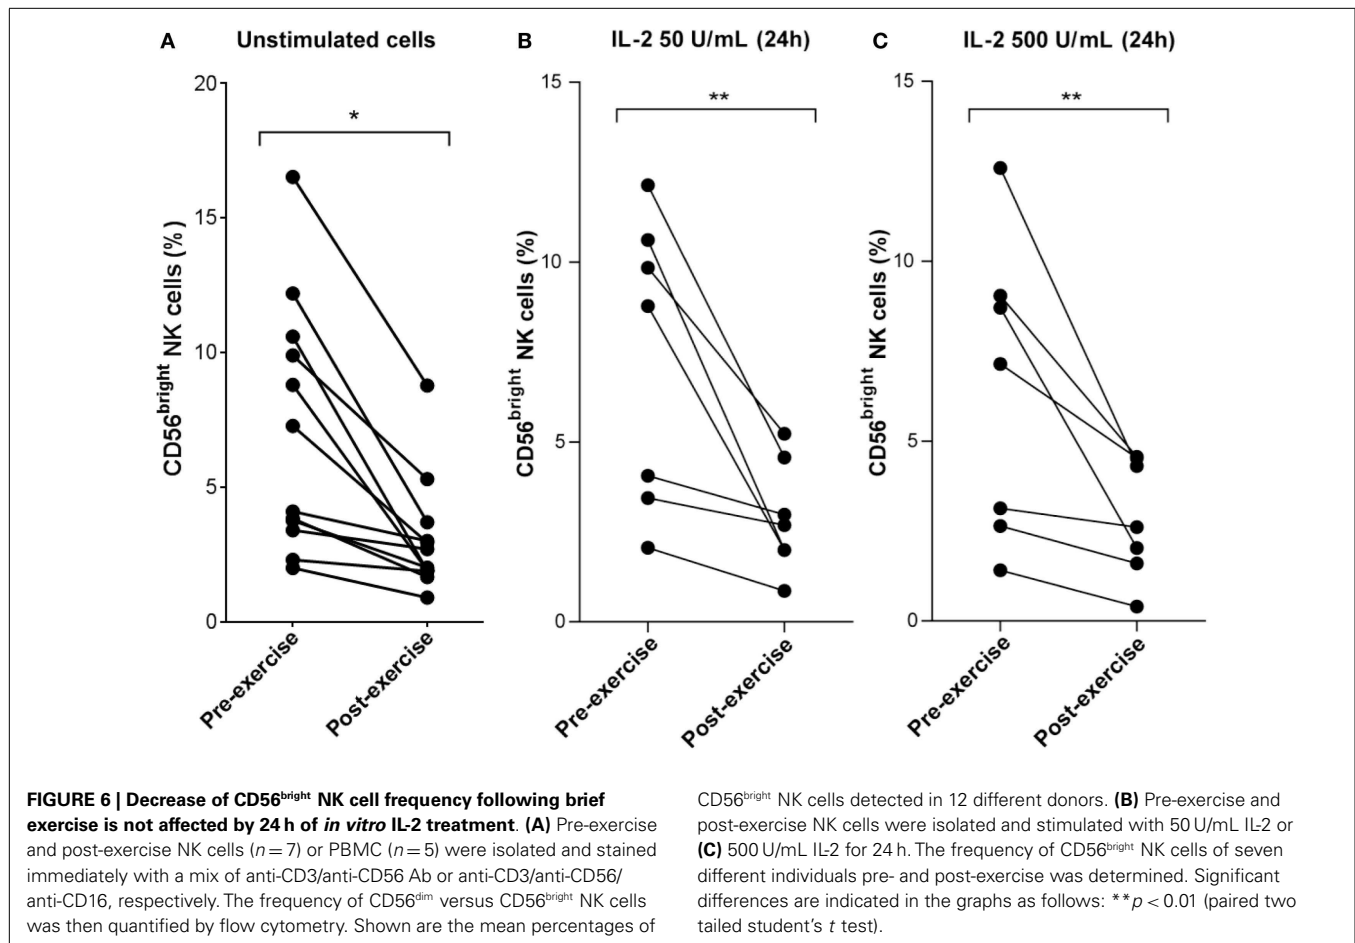 A Unstimulated cells
*
20
15
10
5
0
CD56bright NK cells (%)
Pre-exercise
Post-exercise
B IL-2 50 U/mL (24h)
**
15
10
5
0
CD56bright NK cells (%)
Pre-exercise
Post-exercise
C IL-2 500 U/mL (24h)
**
15
10
5
0
CD56bright NK cells (%)
Pre-exercise
Post-exercise
FIGURE 6 | Decrease of CD56bright NK cell frequency following brief
exercise is not affected by 24 h of in vitro IL-2 treatment. (A) Pre-exercise
and post-exercise NK cells (n = 7) or PBMC (n = 5) were isolated and stained
immediately with a mix of anti-CD3/anti-CD56 Ab or anti-CD3/anti-CD56/
anti-CD16, respectively. The frequency of CD56dim versus CD56bright NK cells
was then quantified by flow cytometry. Shown are the mean percentages of
CD56bright NK cells detected in 12 different donors. (B) Pre-exercise and
post-exercise NK cells were isolated and stimulated with 50 U/mL IL-2 or
(C) 500 U/mL IL-2 for 24 h. The frequency of CD56bright NK cells of seven
different individuals pre- and post-exercise was determined. Significant
differences are indicated in the graphs as follows: **p < 0.01 (paired two
tailed student's t test).